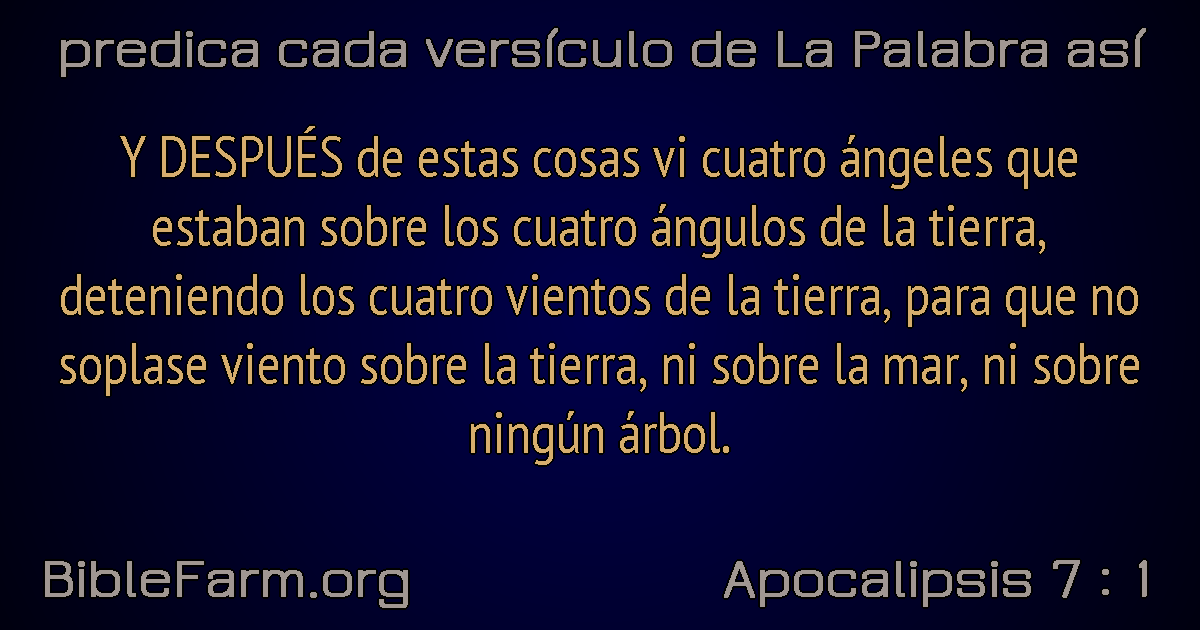 predica cada versículo de La Palabra así
Y DESPUÉS de estas cosas vi cuatro ángeles que
estaban sobre los cuatro ángulos de la tierra,
deteniendo los cuatro vientos de la tierra, para que no
soplase viento sobre la tierra, ni sobre la mar, ni sobre
ningún árbol.
BibleFarm.org
Apocalipsis 7 : 1